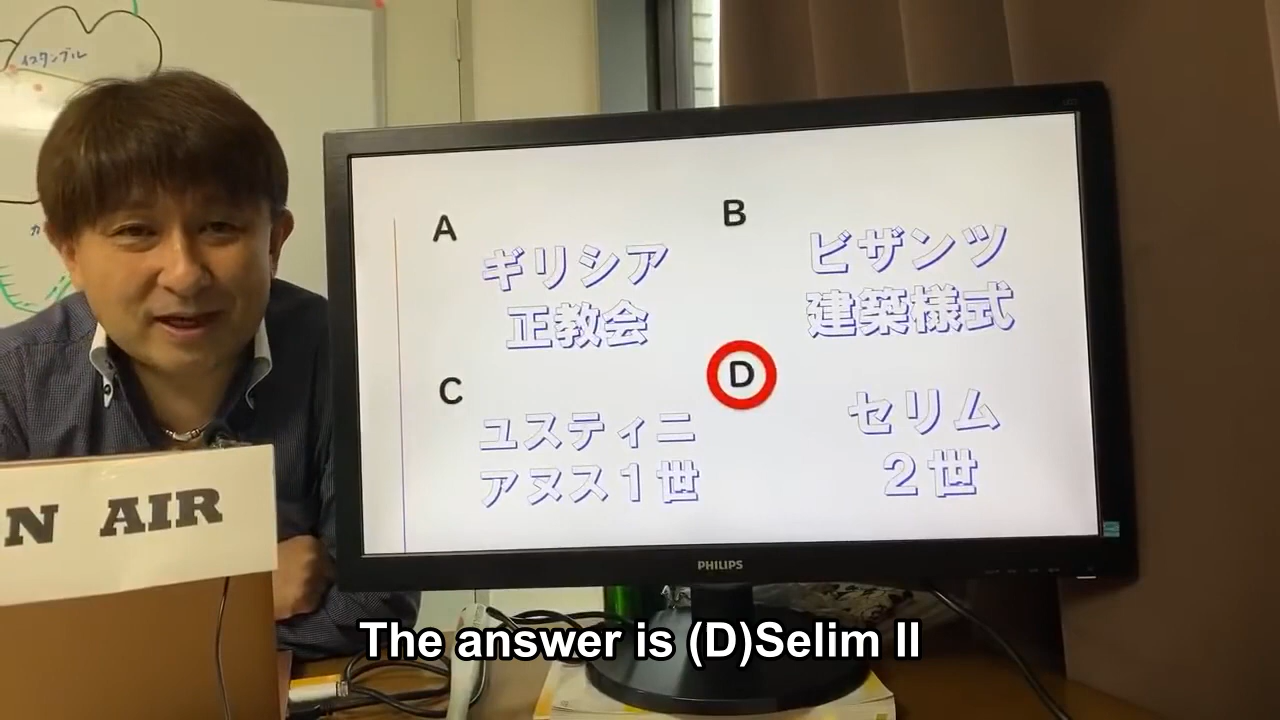 イスタンブル
A
ギリシア
正教会
B
ビザンツ
建築様式
C
ユスティニ
アヌス1世
D
セリム
2世
N AIR
PHILIPS
The answer is (D)Selim II